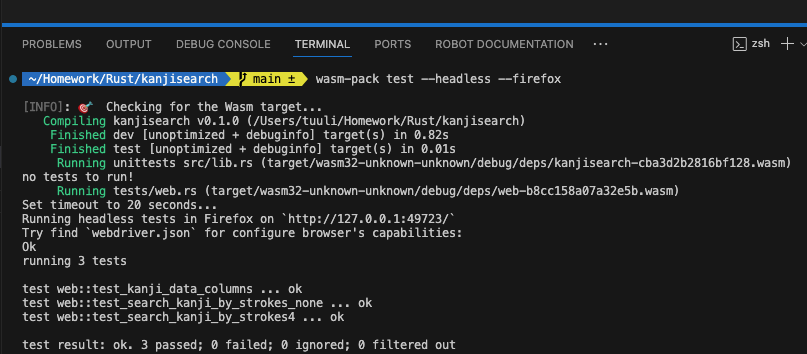 PROBLEMS OUTPUT DEBUG CONSOLE TERMINAL PORTS ROBOT DOCUMENTATION ... zsh
~/Homework/Rust/kanjisearch main ± wasm-pack test --headless --firefox
[INFO]: 🎯 Checking for the Wasm target...
Compiling kanjisearch v0.1.0 (/Users/tuuli/Homework/Rust/kanjisearch)
Finished dev [unoptimized + debuginfo] target(s) in 0.82s
Finished test [unoptimized + debuginfo] target(s) in 0.01s
Running unittests src/lib.rs (target/wasm32-unknown-unknown/debug/deps/kanjisearch-cba3d2b2816bf128.wasm)
no tests to run!
Running tests/web.rs (target/wasm32-unknown-unknown/debug/deps/web-b8cc158a07a32e5b.wasm)
Set timeout to 20 seconds...
Running headless tests in Firefox on `http://127.0.0.1:49723/`
Try find `webdriver.json` for configure browser's capabilities:
Ok
running 3 tests
test web::test_kanji_data_columns ... ok
test web::test_search_kanji_by_strokes_none ... ok
test web::test_search_kanji_by_strokes4 ... ok
test result: ok. 3 passed; 0 failed; 0 ignored; 0 filtered out